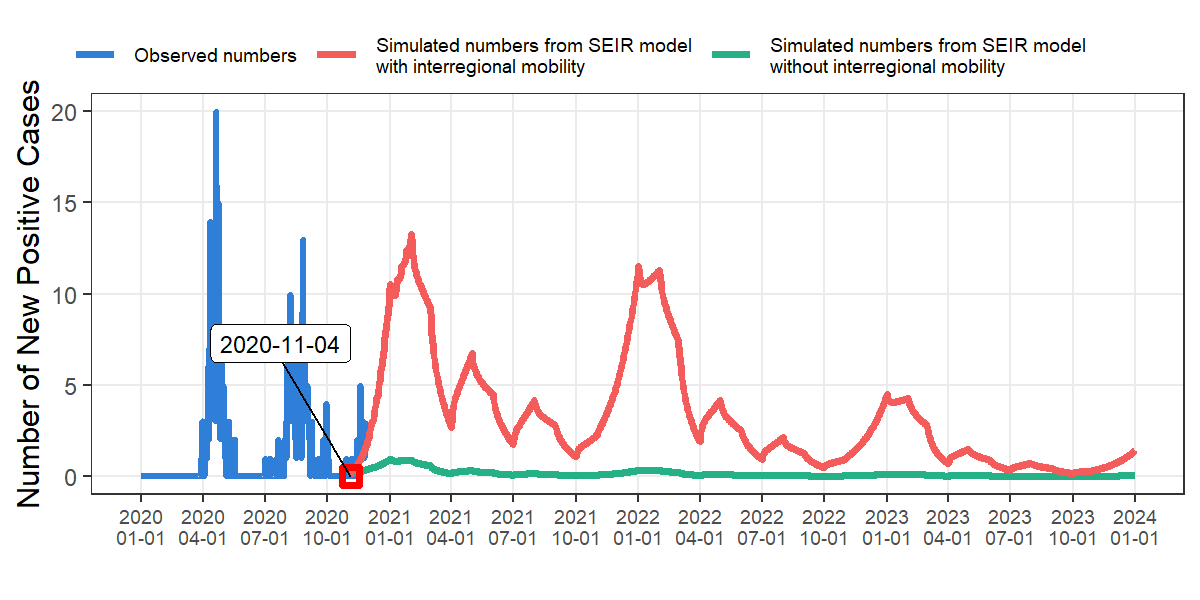 Observed numbers
Simulated numbers from SEIR model
with interregional mobility
Simulated numbers from SEIR model
without interregional mobility
Number of New Positive Cases
20
15
10
5
0
2020-11-04
2020 2020 2020 2020 2021 2021 2021 2021 2022 2022 2022 2022 2023 2023 2023 2023 2024
01-01 04-01 07-01 10-01 01-01 04-01 07-01 10-01 01-01 04-01 07-01 10-01 01-01 04-01 07-01 10-01 01-01